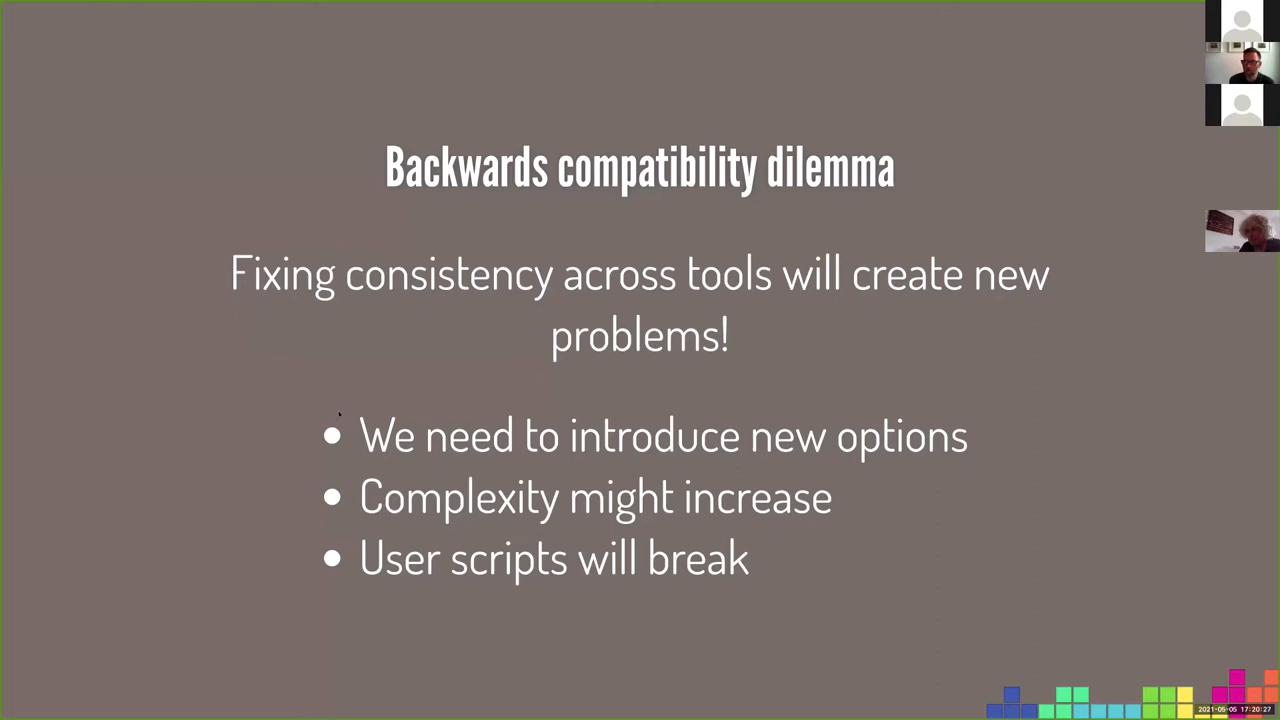 Backwards compatibility dilemma
Fixing consistency across tools will create new
problems!
• We need to introduce new options
• Complexity might increase
• User scripts will break
2021-05-05 17:20:27